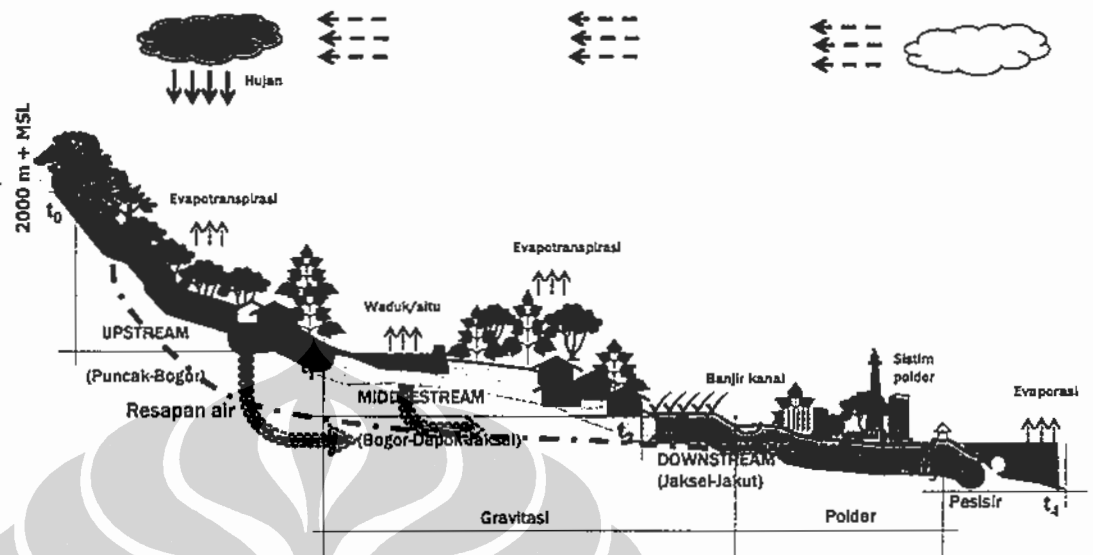 Hujan
2000 m + MSL
t0
Evapotranspirasi
Evapotranspirasi
Waduk/situ
UPSTREAM
(Puncak-Bogor)
Resapan air
MIDDLESTREAM
(Bogor-Depok-Jaksel)
t2
Banjir kanal
Sistim
polder
Evaporasi
DOWNSTREAM
(Jaksel-Jakut)
Pesisir
Gravitasi
Polder